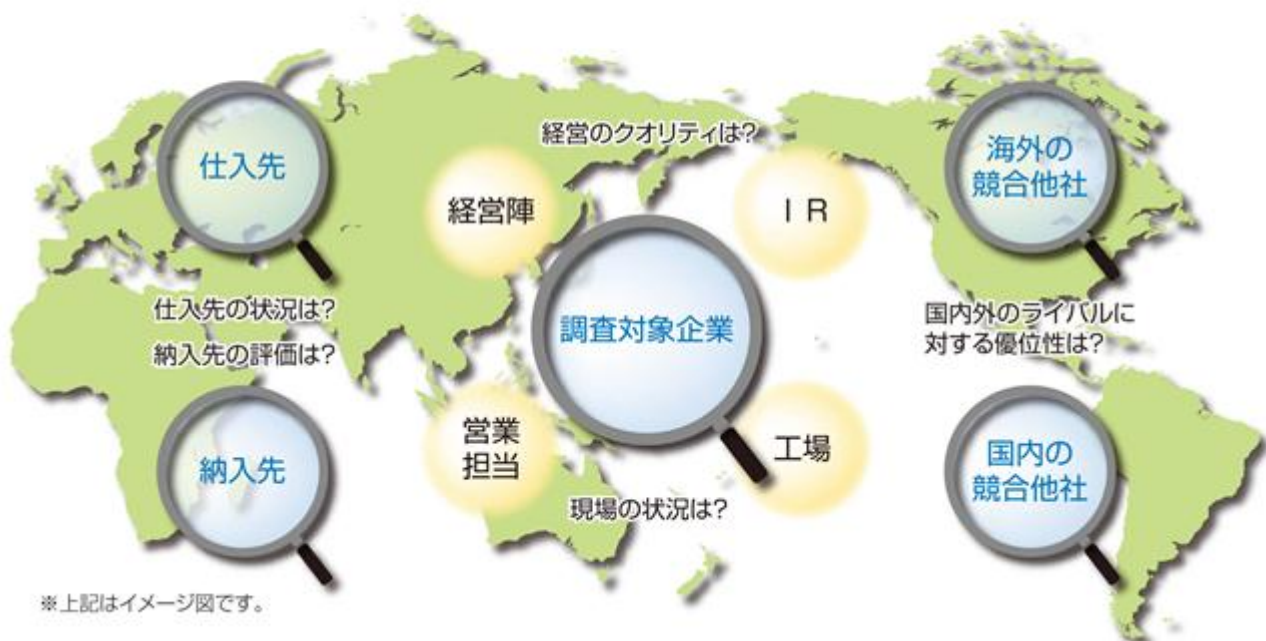 経営のクオリティは?
仕入先
経営陣
ＩＲ
海外の
競合他社
調査対象企業
仕入先の状況は?
納入先の評価は?
国内外のライバルに
対する優位性は?
納入先
営業
担当
工場
国内の
競合他社
現場の状況は?
※上記はイメージ図です。